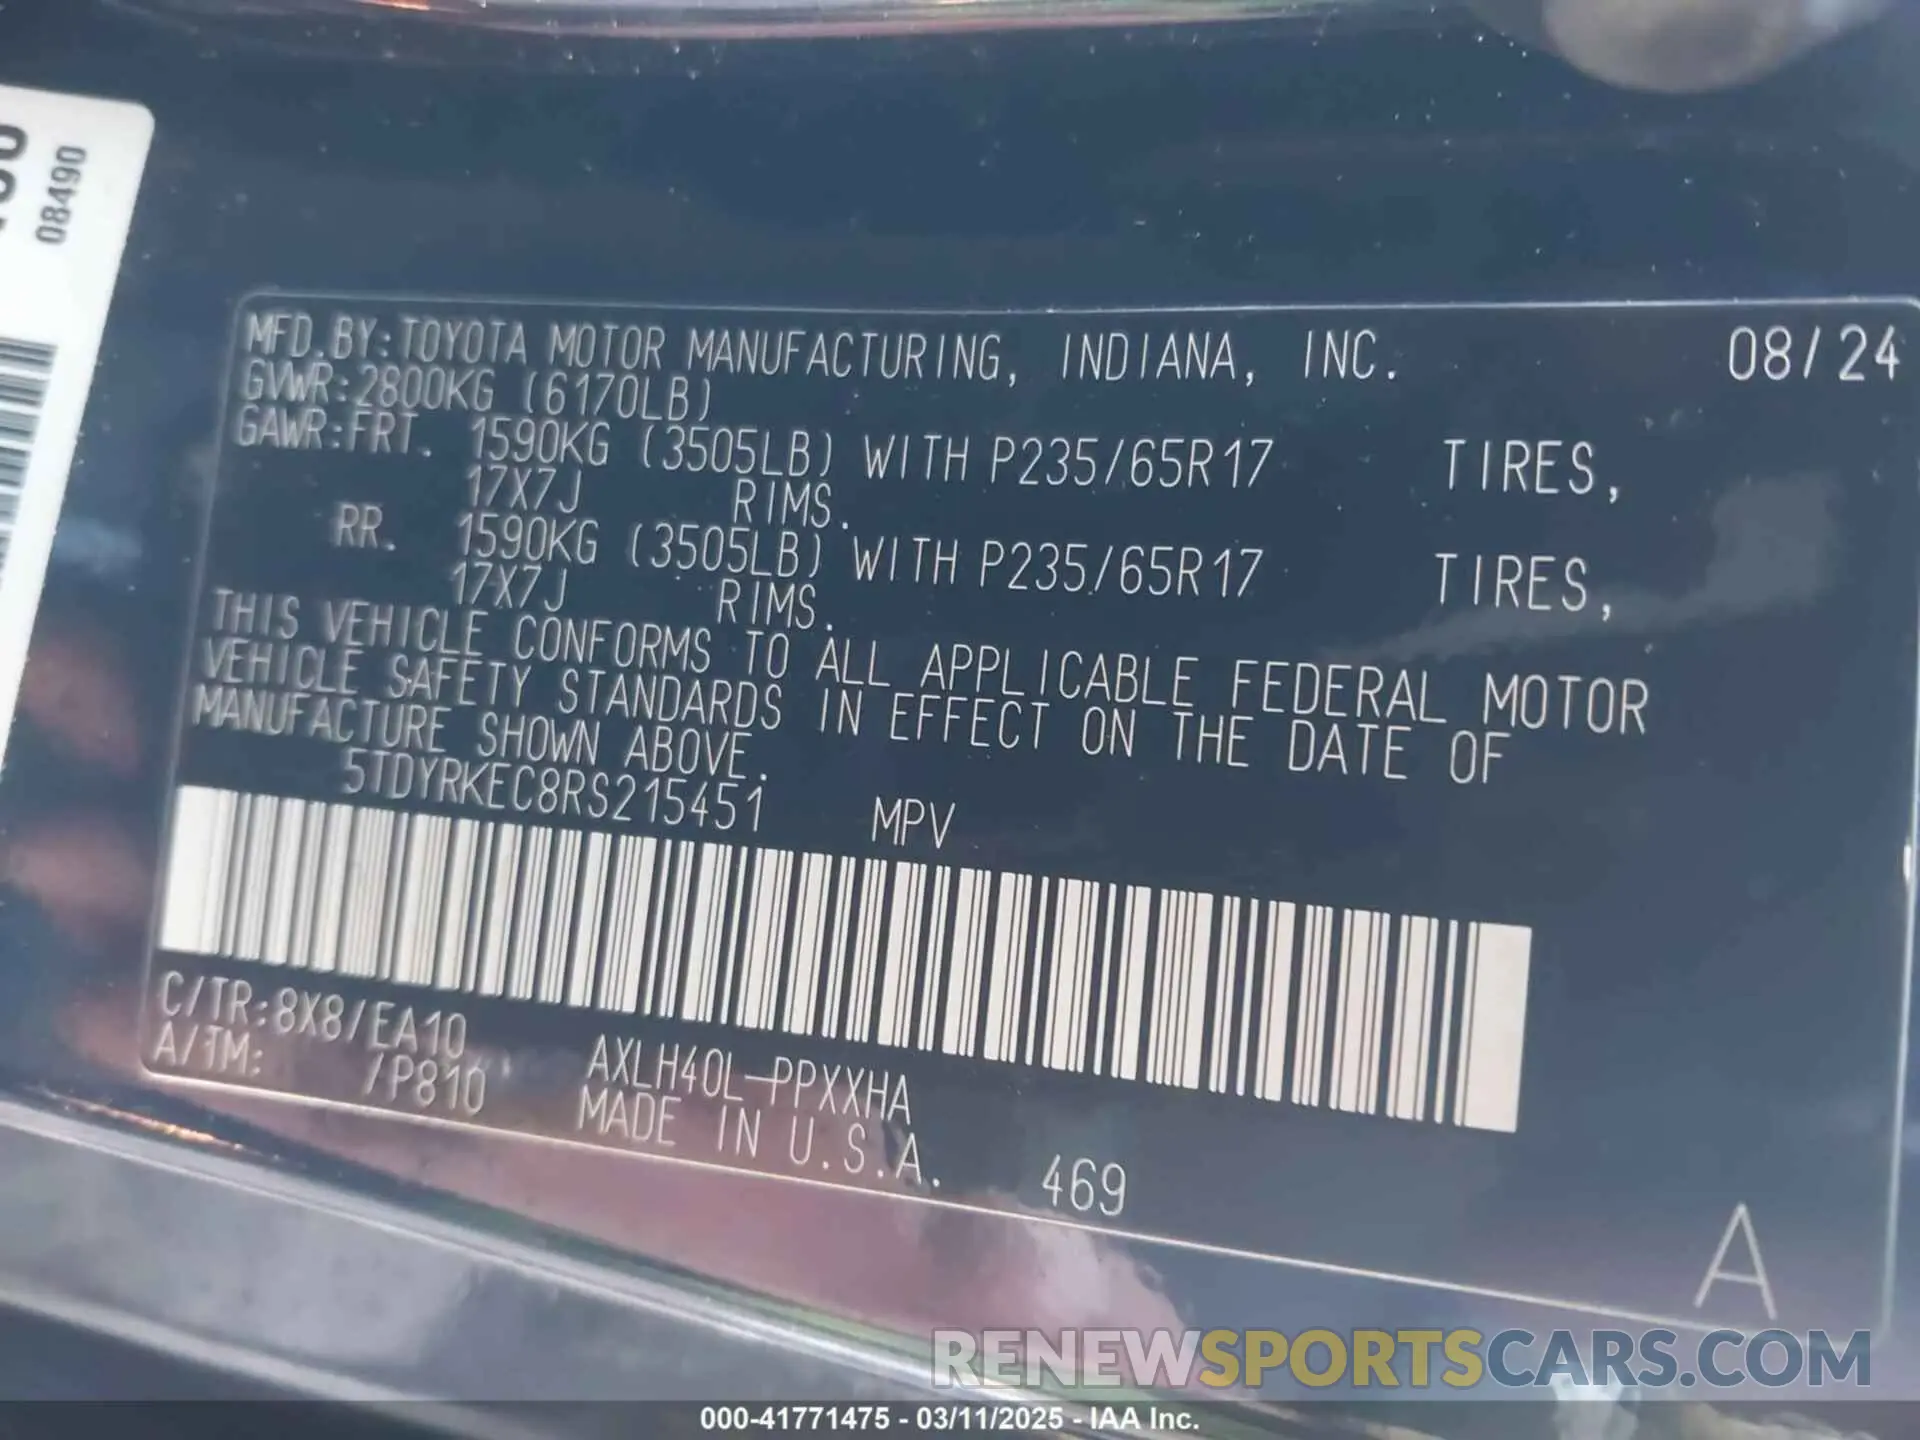 08490
MFD.BY:TOYOTA MOTOR MANUFACTURING, INDIANA, INC. 08/24
GVWR:2800KG (6170LB)
GAWR:FRT. 1590KG (3505LB) WITH P235/65R17 TIRES,
17X7J RIMS.
RR. 1590KG (3505LB) WITH P235/65R17 TIRES,
17X7J RIMS.
THIS VEHICLE CONFORMS TO ALL APPLICABLE FEDERAL MOTOR
VEHICLE SAFETY STANDARDS IN EFFECT ON THE DATE OF
MANUFACTURE SHOWN ABOVE.
5TDYRKEC8RS215451 MPV
C/TR:8X8/EA10 AXLH40L-PPXXHA
A/TM: /P810 MADE IN U.S.A. 469
A
RENEWSPORTSCARS.COM
000-41771475 - 03/11/2025 - IAA Inc.